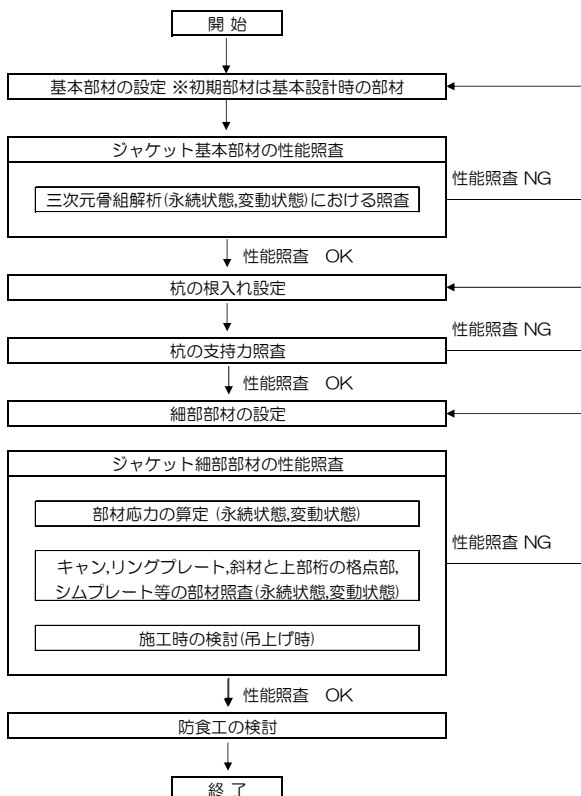 開 始
基本部材の設定 ※初期部材は基本設計時の部材
ジャケット基本部材の性能照査
三次元骨組解析(永続状態,変動状態)における照査
性能照査 NG
性能照査 OK
杭の根入れ設定
性能照査 NG
杭の支持力照査
性能照査 OK
細部部材の設定
ジャケット細部部材の性能照査
部材応力の算定 (永続状態,変動状態)
性能照査 NG
キャン,リングプレート,斜材と上部桁の格点部,
シムプレート等の部材照査(永続状態,変動状態)
施工時の検討(吊上げ時)
性能照査 OK
防食工の検討
終 了